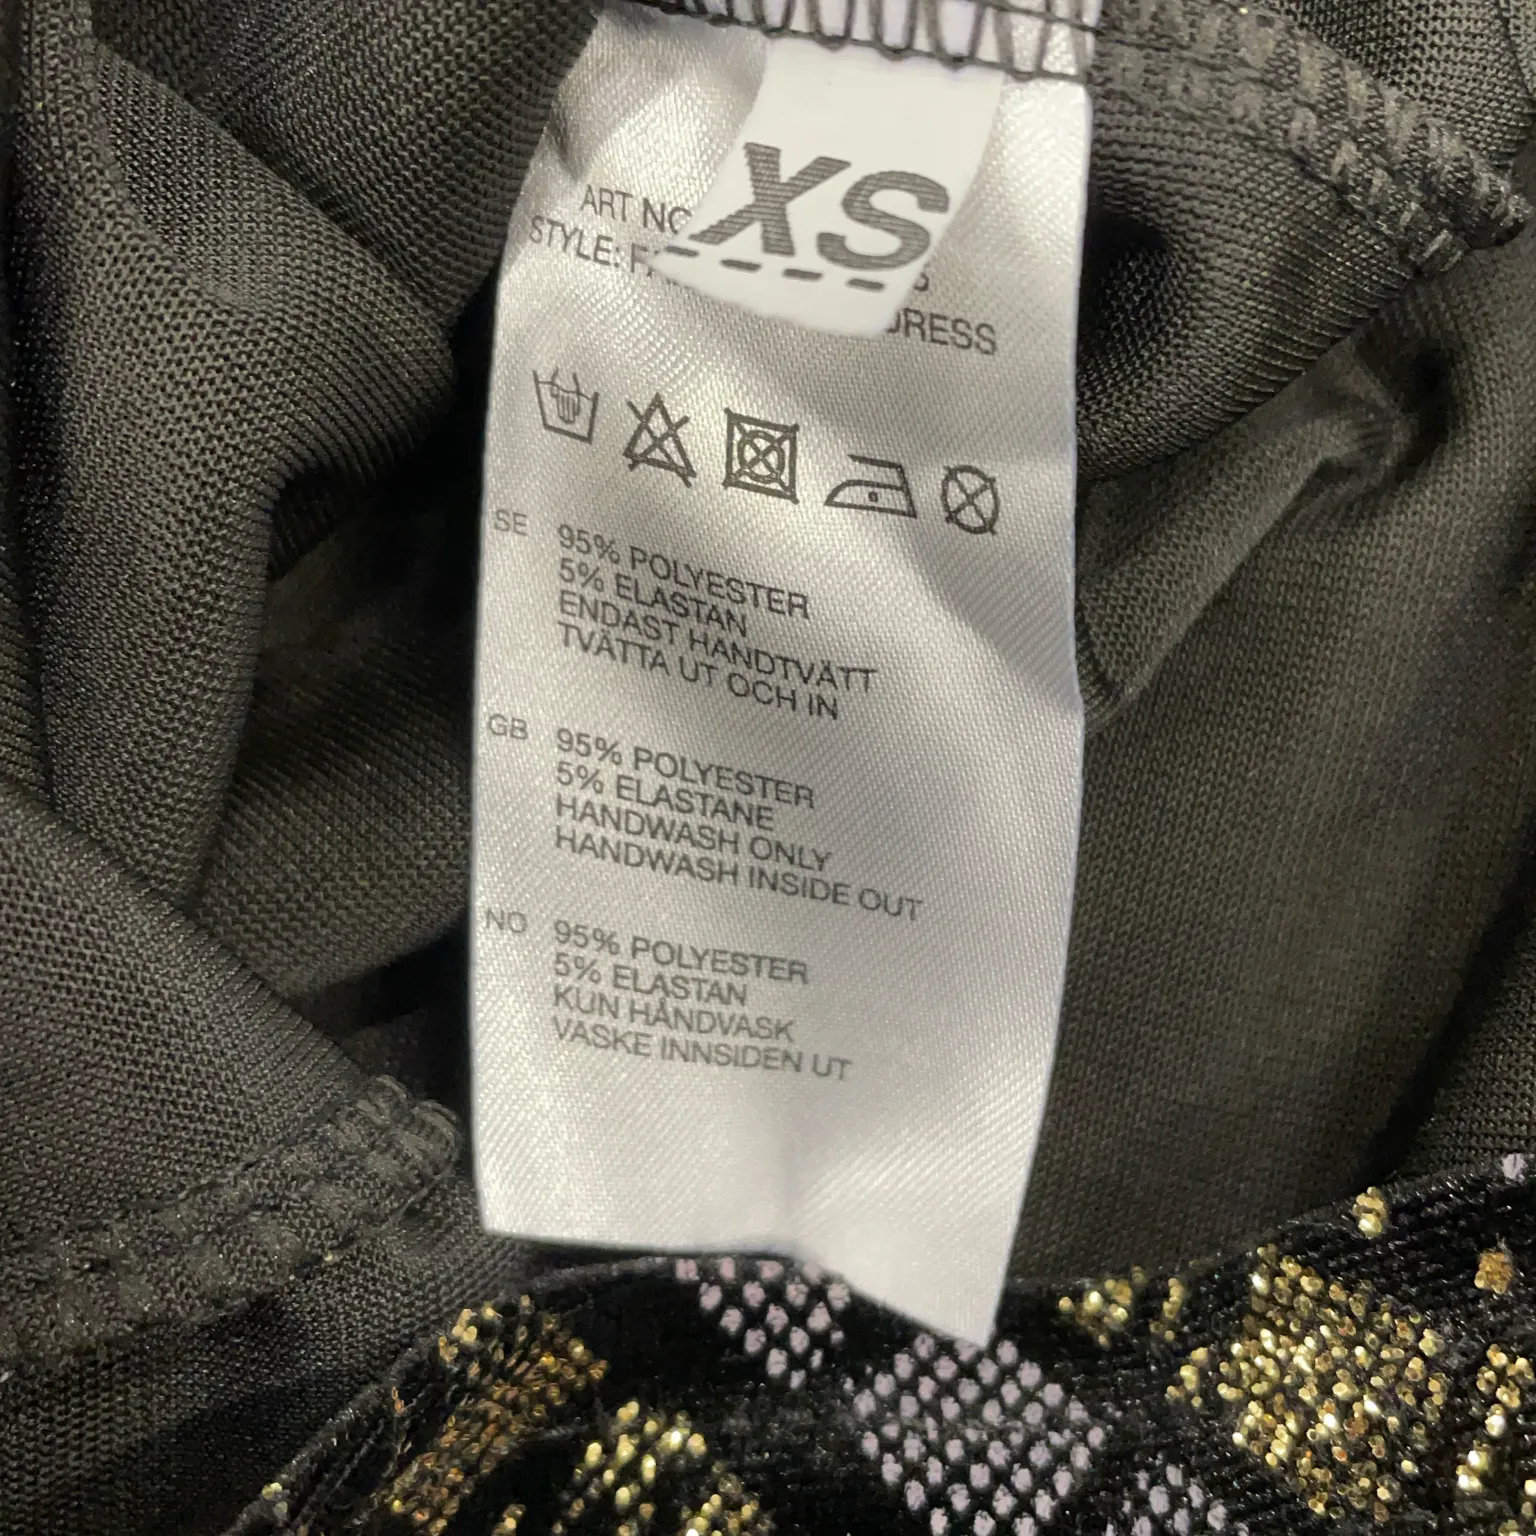 XS
ART NO
STYLE:
DRESS
SE
95% POLYESTER
5% ELASTAN
ENDAST HANDTVÄTT
TVÄTTA UT OCH IN
GB
95% POLYESTER
5% ELASTANE
HANDWASH ONLY
HANDWASH INSIDE OUT
NO
95% POLYESTER
5% ELASTAN
KUN HÅNDVASK
VASKE INNSIDEN UT